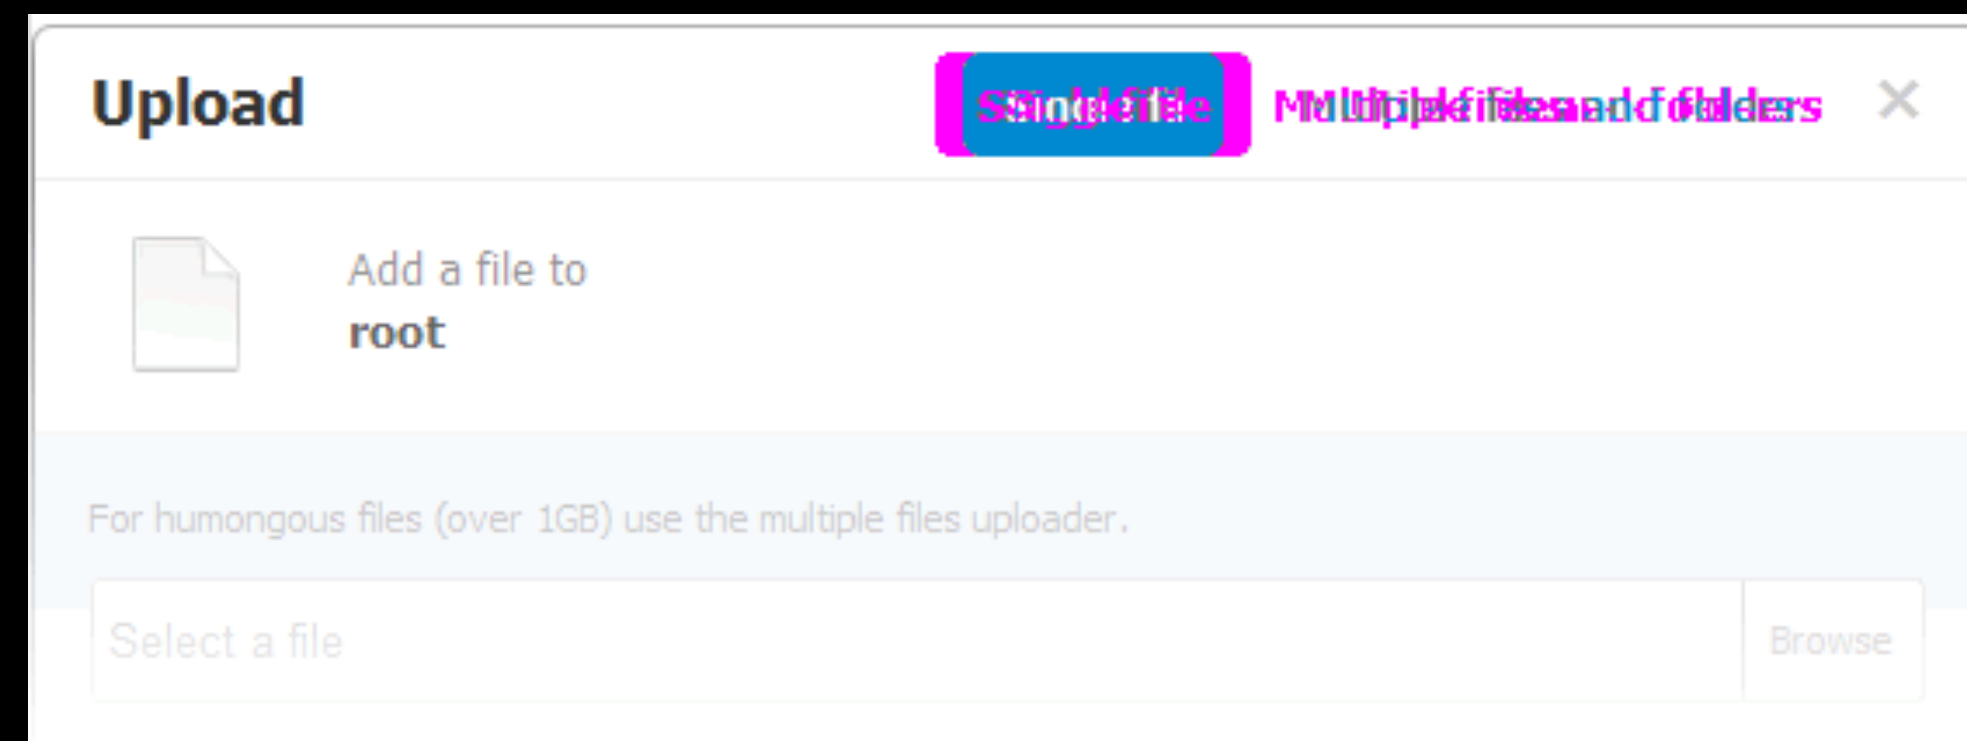 Upload
Single file
Multiple files and folders
Add a file to
root
For humongous files (over 1GB) use the multiple files uploader.
Select a file
Browse